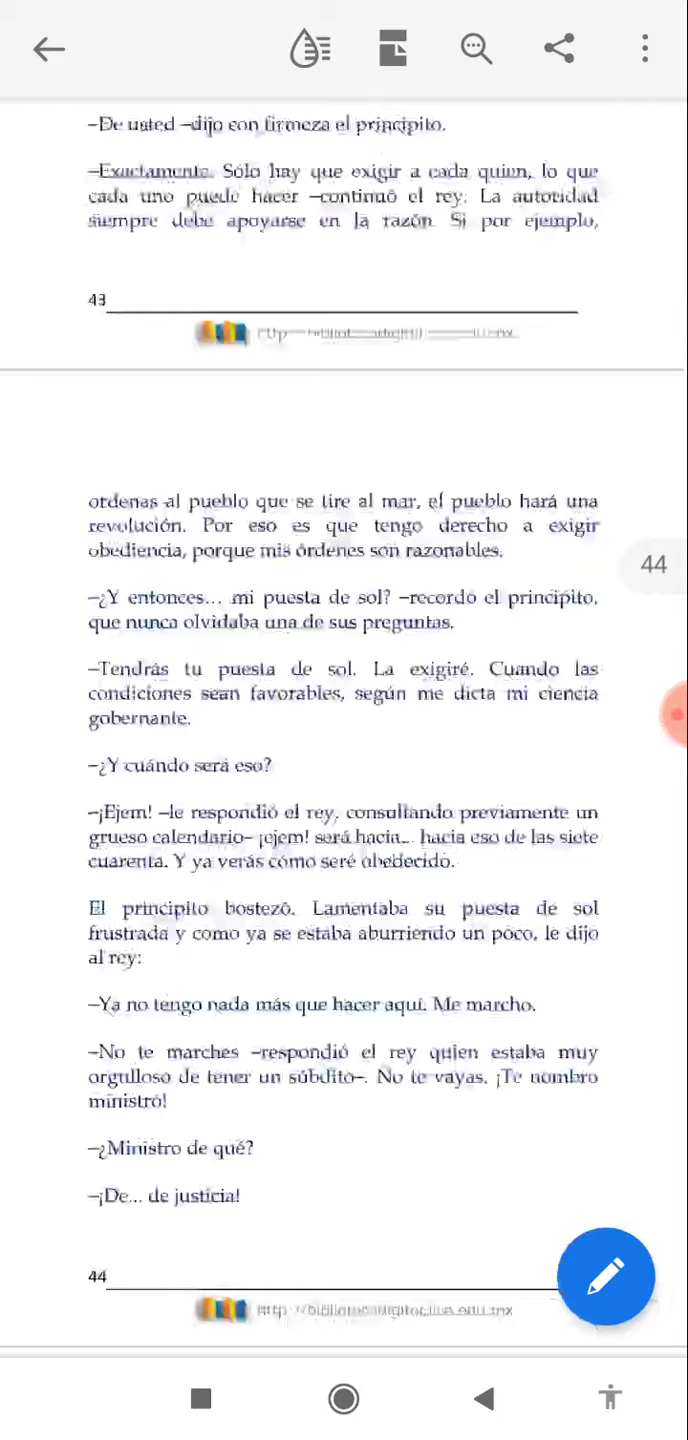 –De usted –dijo con firmeza el principito.
–Exactamente. Sólo hay que exigir a cada quien, lo que
cada uno puede hacer –continuó el rey. La autoridad
siempre debe apoyarse en la razón. Si por ejemplo,
43
ordenas al pueblo que se tire al mar, el pueblo hará una
revolución. Por eso es que tengo derecho a exigir
obediencia, porque mis órdenes son razonables.
44
–¿Y entonces... mi puesta de sol? –recordó el principito,
que nunca olvidaba una de sus preguntas.
–Tendrás tu puesta de sol. La exigiré. Cuando las
condiciones sean favorables, según me dicta mi ciencia
gobernante.
–¿Y cuándo será eso?
–¡Ejem! –le respondió el rey, consultando previamente un
grueso calendario– ¡ejem! será hacia... hacia eso de las siete
cuarenta. Y ya verás cómo seré obedecido.
El principito bostezó. Lamentaba su puesta de sol
frustrada y como ya se estaba aburriendo un poco, le dijo
al rey:
–Ya no tengo nada más que hacer aquí. Me marcho.
–No te marches –respondió el rey quien estaba muy
orgulloso de tener un súbdito–. No te vayas, ¡Te nombro
ministro!
–¿Ministro de qué?
–¡De... de justicia!
44